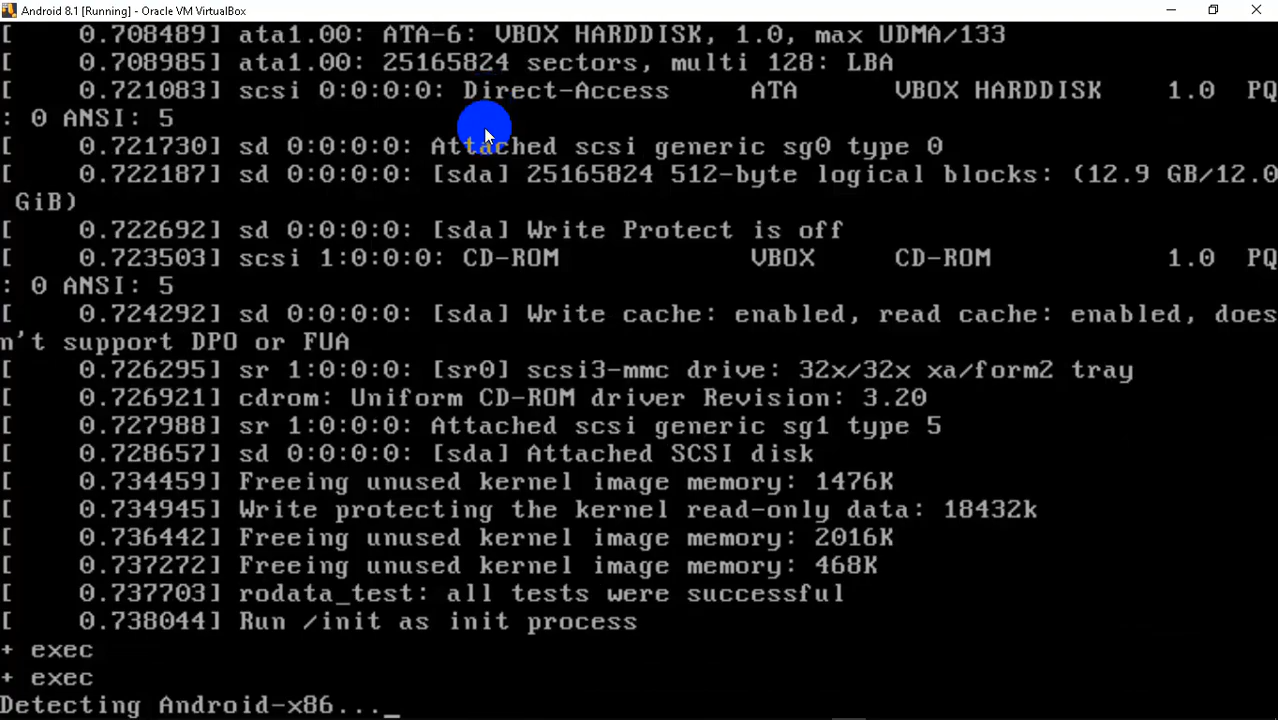 Android 8.1 [Running] - Oracle VM VirtualBox
[    0.708489] ata1.00: ATA-6: VBOX HARDDISK, 1.0, max UDMA/133
[    0.708985] ata1.00: 25165824 sectors, multi 128: LBA
[    0.721083] scsi 0:0:0:0: Direct-Access     ATA      VBOX HARDDISK    1.0  PQ
: 0 ANSI: 5
[    0.721730] sd 0:0:0:0: Attached scsi generic sg0 type 0
[    0.722187] sd 0:0:0:0: [sda] 25165824 512-byte logical blocks: (12.9 GB/12.0
 GiB)
[    0.722692] sd 0:0:0:0: [sda] Write Protect is off
[    0.723503] scsi 1:0:0:0: CD-ROM            VBOX     CD-ROM           1.0  PQ
: 0 ANSI: 5
[    0.724292] sd 0:0:0:0: [sda] Write cache: enabled, read cache: enabled, does
n't support DPO or FUA
[    0.726295] sr 1:0:0:0: [sr0] scsi3-mmc drive: 32x/32x xa/form2 tray
[    0.726921] cdrom: Uniform CD-ROM driver Revision: 3.20
[    0.727988] sr 1:0:0:0: Attached scsi generic sg1 type 5
[    0.728657] sd 0:0:0:0: [sda] Attached SCSI disk
[    0.734459] Freeing unused kernel image memory: 1476K
[    0.734945] Write protecting the kernel read-only data: 18432k
[    0.736442] Freeing unused kernel image memory: 2016K
[    0.737272] Freeing unused kernel image memory: 468K
[    0.737703] rodata_test: all tests were successful
[    0.738044] Run /init as init process
+ exec
+ exec
Detecting Android-x86..._